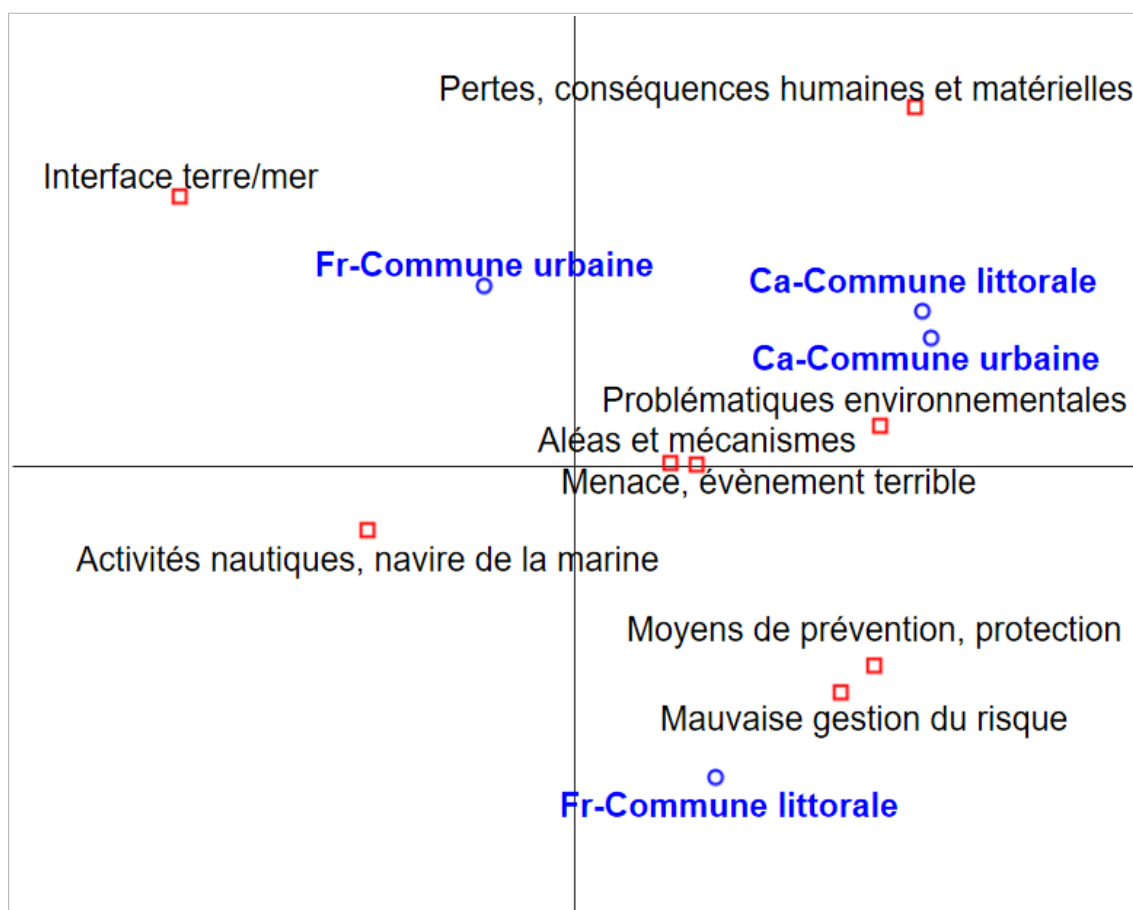 Pertes, conséquences humaines et matérielles
Interface terre/mer
Fr-Commune urbaine
Ca-Commune littorale
Ca-Commune urbaine
Problématiques environnementales
Aléas et mécanismes
Menace, évènement terrible
Activités nautiques, navire de la marine
Moyens de prévention, protection
Mauvaise gestion du risque
Fr-Commune littorale